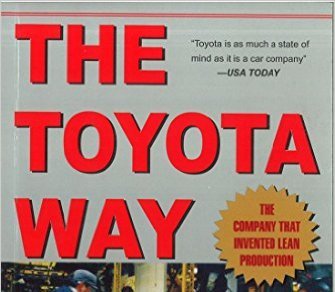 THE
TOYOTA
WAY
"Toyota is as much a state of
mind as it is a car company"
—USA TODAY
THE
COMPANY THAT
INVENTED LEAN
PRODUCTION